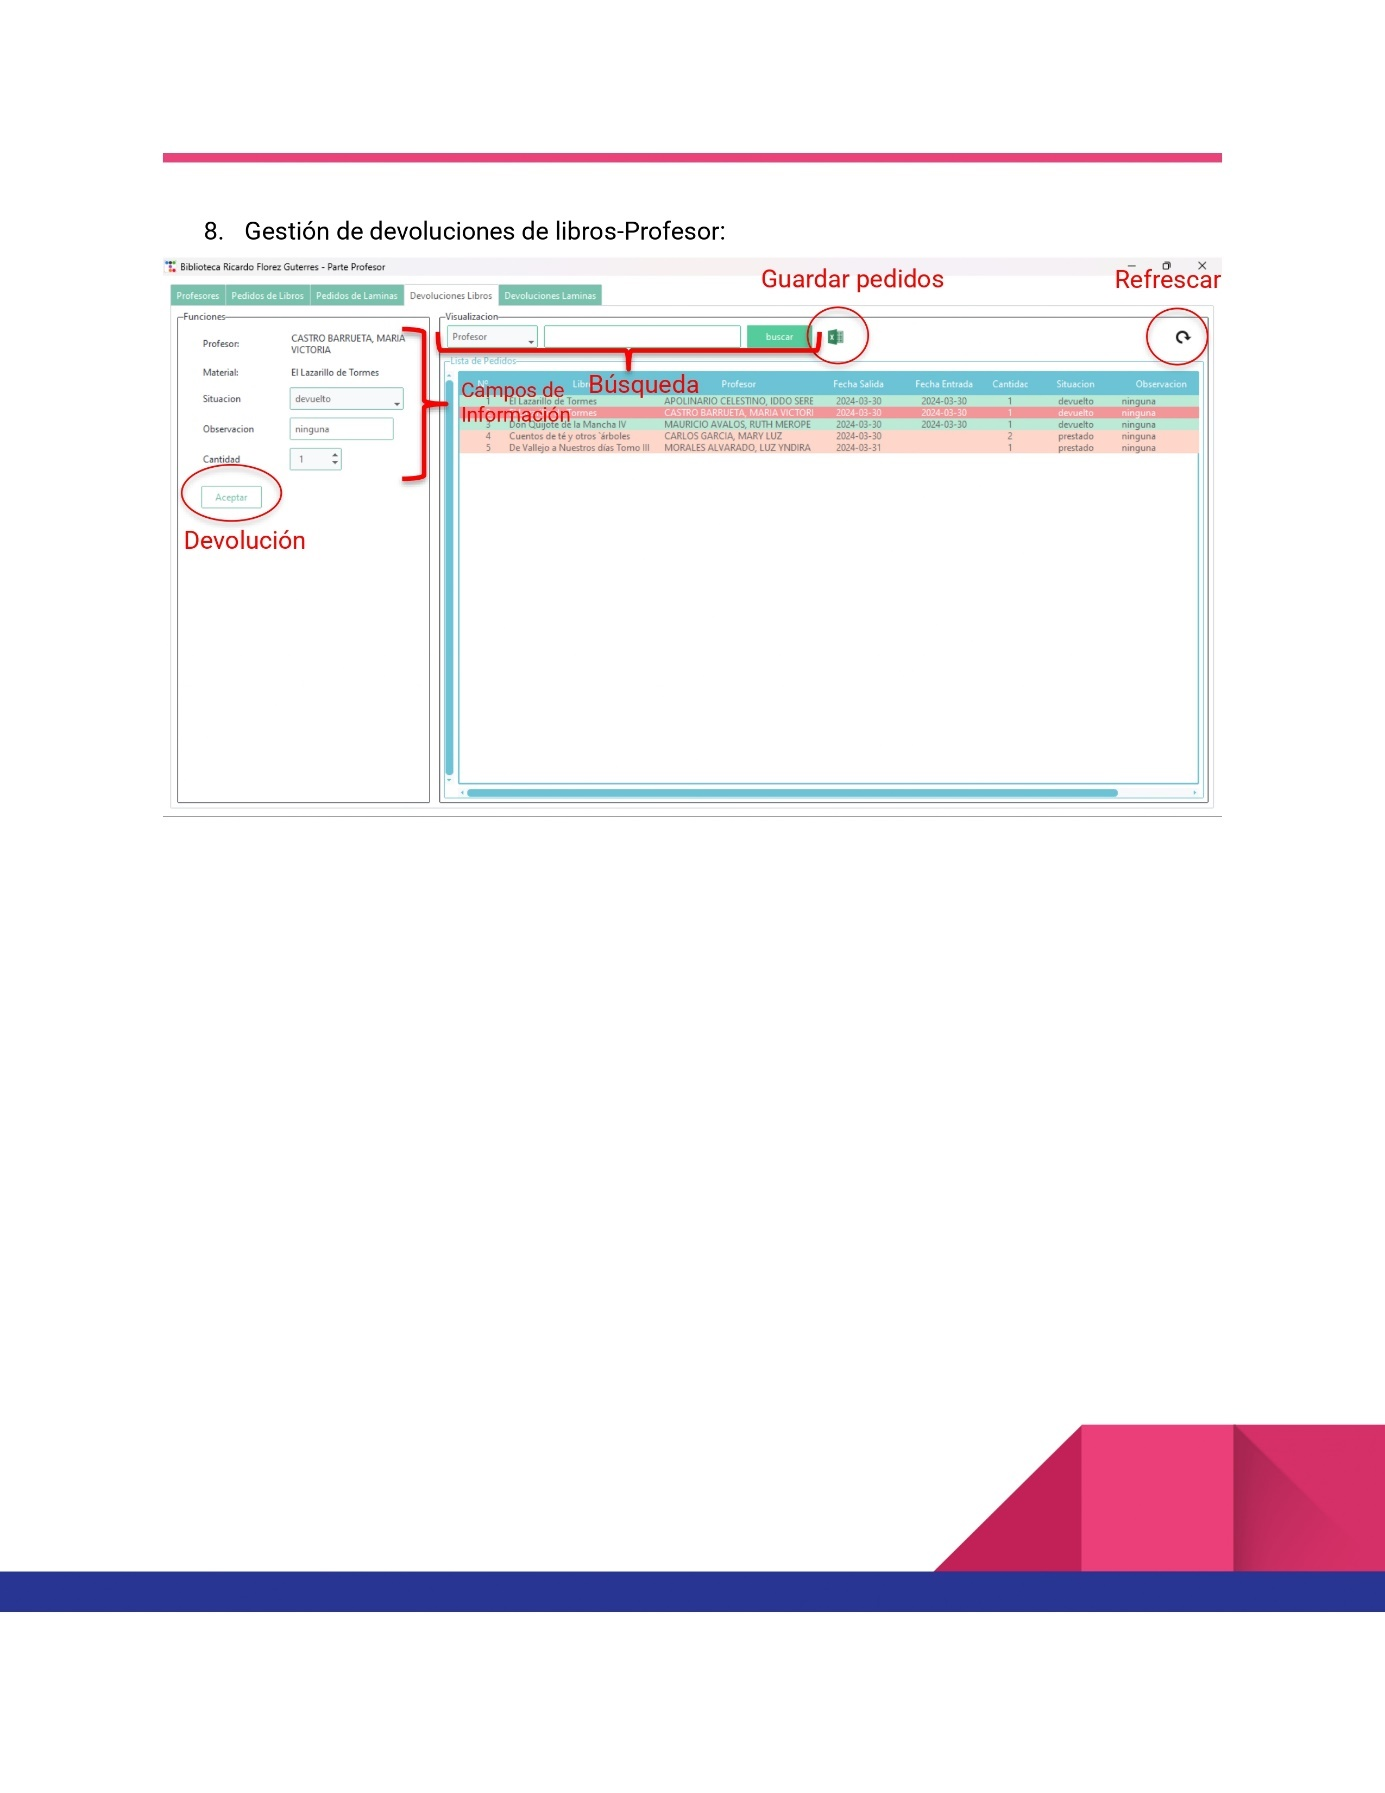 8. Gestión de devoluciones de libros-Profesor:
Biblioteca Ricardo Florez Guterres - Parte Profesor
Guardar pedidos
Refrescar
Profesores Pedidos de Libros Pedidos de Laminas Devoluciones Libros Devoluciones Laminas
Funciones
Profesor: CASTRO BARRUETA, MARIA
VICTORIA
Material: El Lazarillo de Tormes
Situacion devuelto
Observacion ninguna
Cantidad 1
Aceptar
Devolución
Campos de
Información
Visualizacion
Profesor buscar
Búsqueda
Lista de Pedidos
Nº Profesor Fecha Salida Fecha Entrada Cantidac Situacion Observacion
1 El Lazarillo de Tormes APOLINARIO CELESTINO, IDDO SERE 2024-03-30 2024-03-30 1 devuelto ninguna
CASTRO BARRUETA, MARIA VICTORI 2024-03-30 2024-03-30 1 devuelto ninguna
3 Don Quijote de la Mancha IV MAURICIO AVALOS, RUTH MEROPE 2024-03-30 2024-03-30 1 devuelto ninguna
4 Cuentos de té y otros ´árboles CARLOS GARCIA, MARY LUZ 2024-03-30 2 prestado ninguna
5 De Vallejo a Nuestros días Tomo III MORALES ALVARADO, LUZ YNDIRA 2024-03-31 1 prestado ninguna